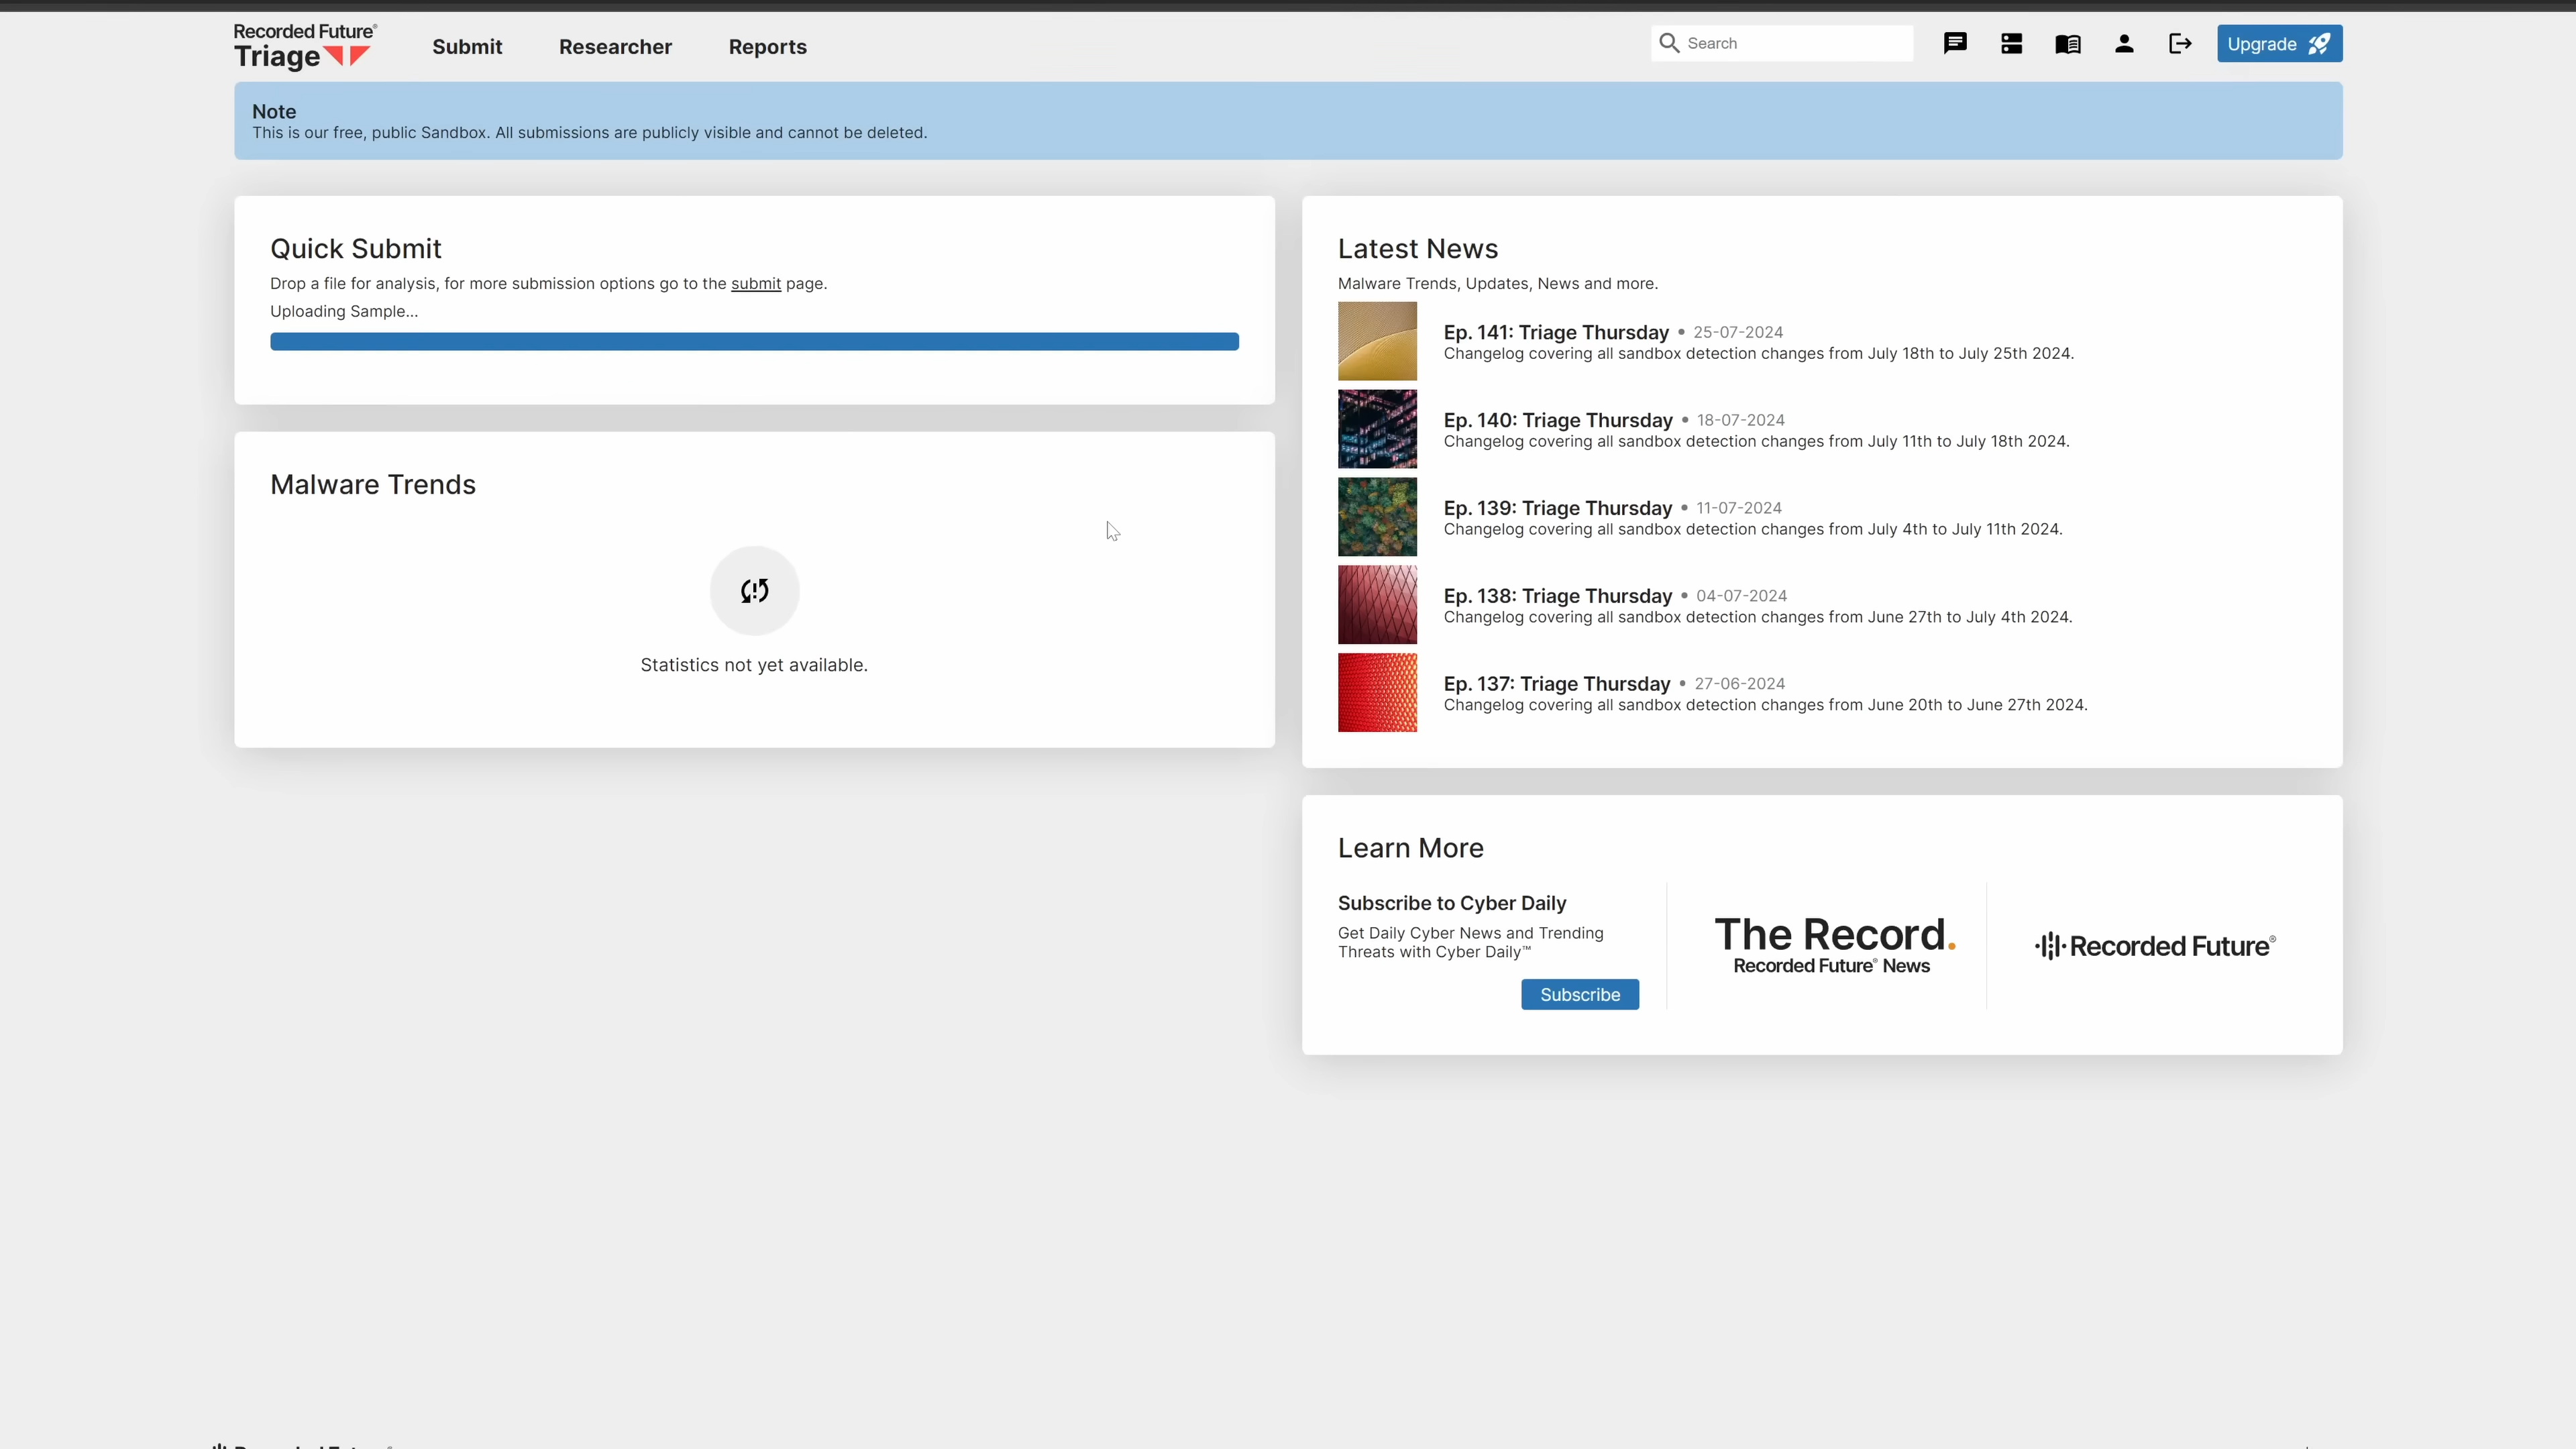 Recorded Future®
Triage
Submit
Researcher
Reports
Search
Upgrade
Note
This is our free, public Sandbox. All submissions are publicly visible and cannot be deleted.
Quick Submit
Drop a file for analysis, for more submission options go to the submit page.
Uploading Sample...
Malware Trends
Statistics not yet available.
Latest News
Malware Trends, Updates, News and more.
Ep. 141: Triage Thursday • 25-07-2024
Changelog covering all sandbox detection changes from July 18th to July 25th 2024.
Ep. 140: Triage Thursday • 18-07-2024
Changelog covering all sandbox detection changes from July 11th to July 18th 2024.
Ep. 139: Triage Thursday • 11-07-2024
Changelog covering all sandbox detection changes from July 4th to July 11th 2024.
Ep. 138: Triage Thursday • 04-07-2024
Changelog covering all sandbox detection changes from June 27th to July 4th 2024.
Ep. 137: Triage Thursday • 27-06-2024
Changelog covering all sandbox detection changes from June 20th to June 27th 2024.
Learn More
Subscribe to Cyber Daily
Get Daily Cyber News and Trending
Threats with Cyber Daily™
Subscribe
The Record.
Recorded Future® News
Recorded Future®